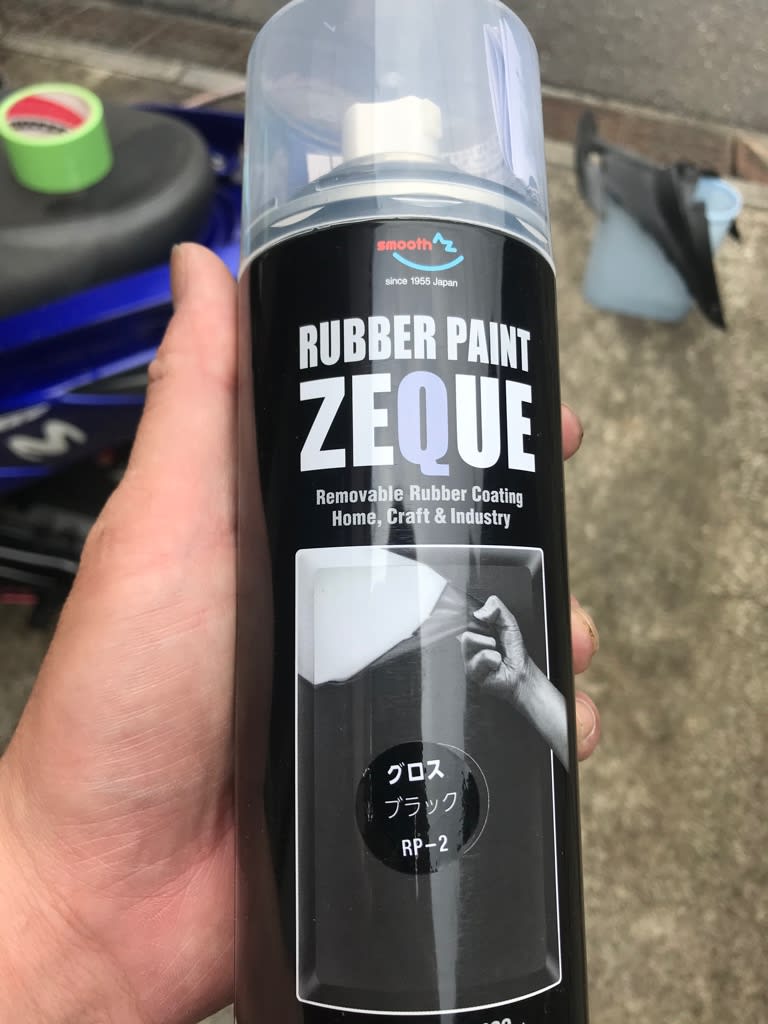 smooth AZ
since 1955 Japan
RUBBER PAINT
ZEQUE
Removable Rubber Coating
Home, Craft & Industry
グロス
ブラック
RP-2